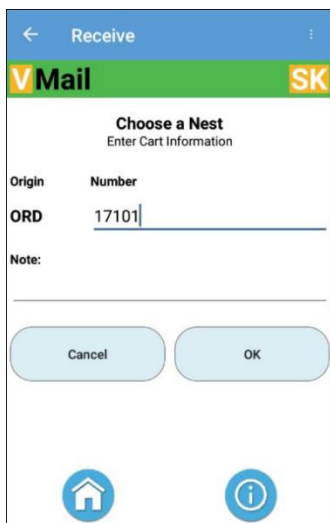 Receive
VMail SK
Choose a Nest
Enter Cart Information
Origin Number
ORD 17101
Note:
Cancel OK